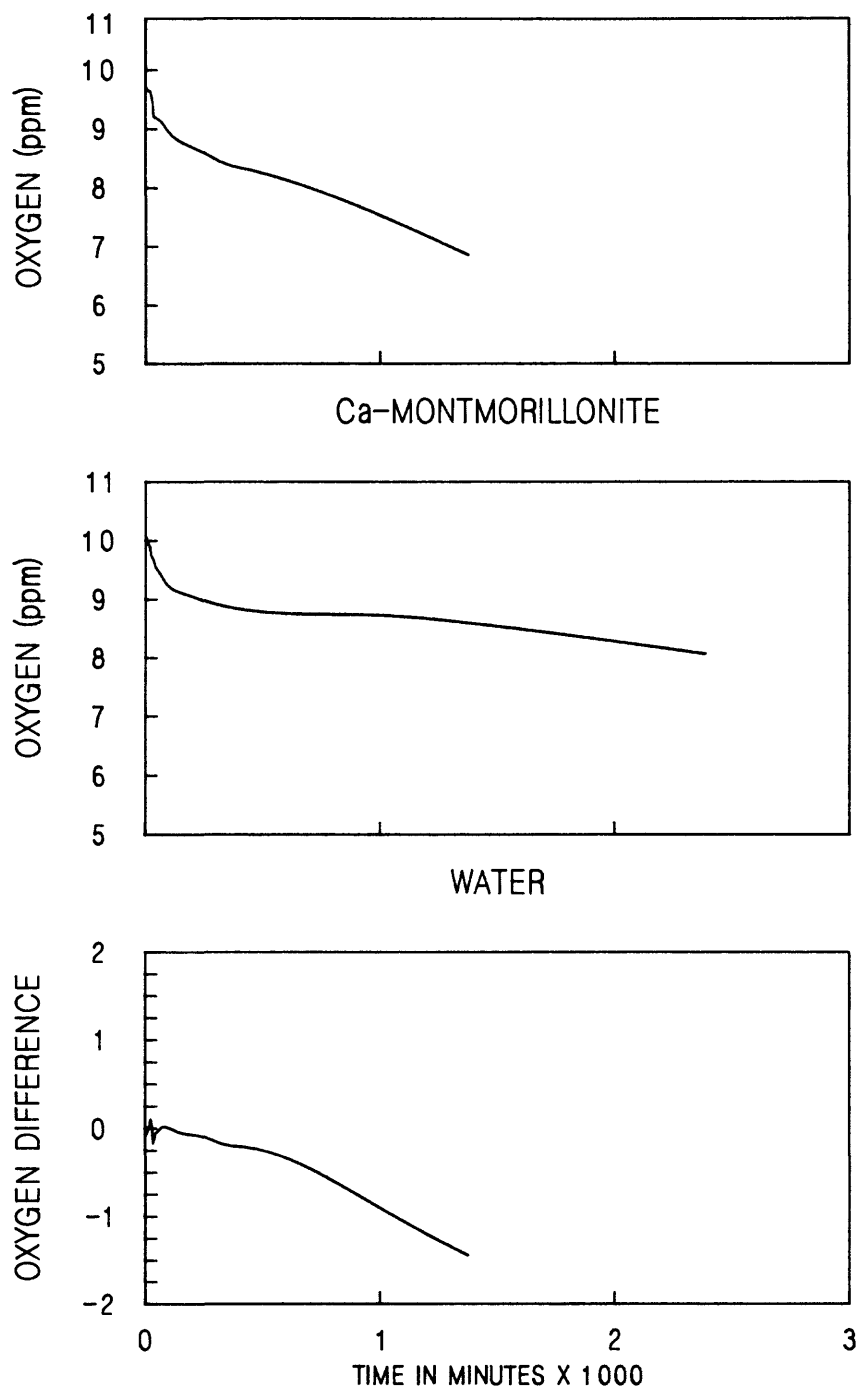 OXYGEN (ppm)
11
10
9
8
7
6
5
Ca-MONTMORILLONITE
OXYGEN (ppm)
11
10
9
8
7
6
5
WATER
OXYGEN DIFFERENCE
2
1
0
-1
-2
0 1 2 3
TIME IN MINUTES X 1000